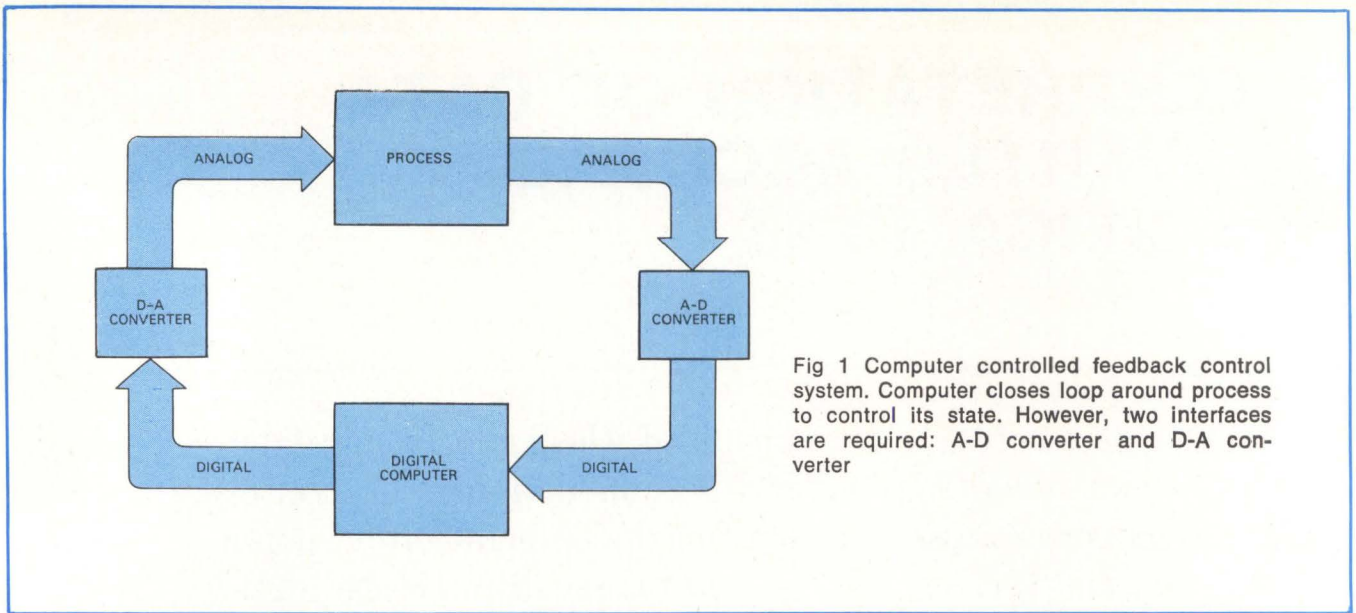 ANALOG
PROCESS
ANALOG
D-A
CONVERTER
A-D
CONVERTER
DIGITAL
DIGITAL
COMPUTER
DIGITAL
Fig 1 Computer controlled feedback control
system. Computer closes loop around process
to control its state. However, two interfaces
are required: A-D converter and D-A con-
verter